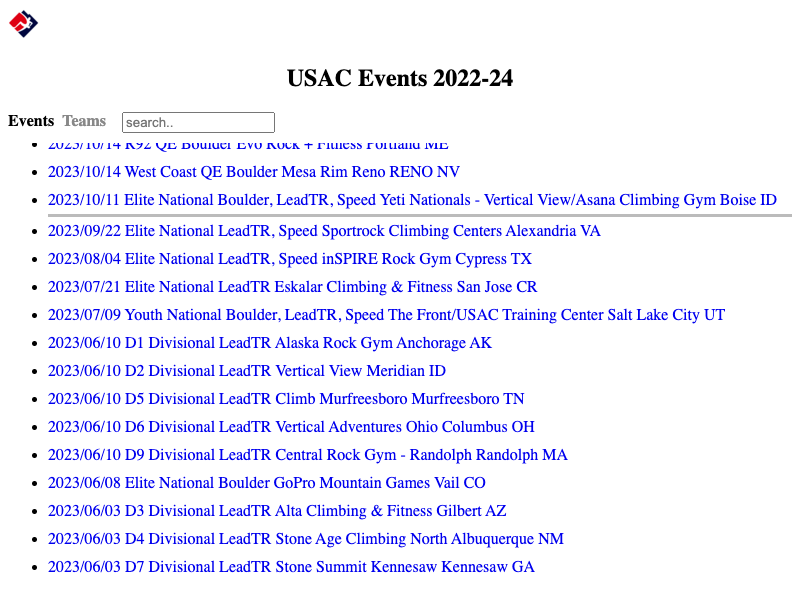 USAC Events 2022-24
Events Teams search..
2023/10/14 R92 QE Boulder Evo Rock + Fitness Portland ME
2023/10/14 West Coast QE Boulder Mesa Rim Reno RENO NV
2023/10/11 Elite National Boulder, LeadTR, Speed Yeti Nationals - Vertical View/Asana Climbing Gym Boise ID
2023/09/22 Elite National LeadTR, Speed Sportrock Climbing Centers Alexandria VA
2023/08/04 Elite National LeadTR, Speed inSPIRE Rock Gym Cypress TX
2023/07/21 Elite National LeadTR Eskalar Climbing & Fitness San Jose CR
2023/07/09 Youth National Boulder, LeadTR, Speed The Front/USAC Training Center Salt Lake City UT
2023/06/10 D1 Divisional LeadTR Alaska Rock Gym Anchorage AK
2023/06/10 D2 Divisional LeadTR Vertical View Meridian ID
2023/06/10 D5 Divisional LeadTR Climb Murfreesboro Murfreesboro TN
2023/06/10 D6 Divisional LeadTR Vertical Adventures Ohio Columbus OH
2023/06/10 D9 Divisional LeadTR Central Rock Gym - Randolph Randolph MA
2023/06/08 Elite National Boulder GoPro Mountain Games Vail CO
2023/06/03 D3 Divisional LeadTR Alta Climbing & Fitness Gilbert AZ
2023/06/03 D4 Divisional LeadTR Stone Age Climbing North Albuquerque NM
2023/06/03 D7 Divisional LeadTR Stone Summit Kennesaw Kennesaw GA